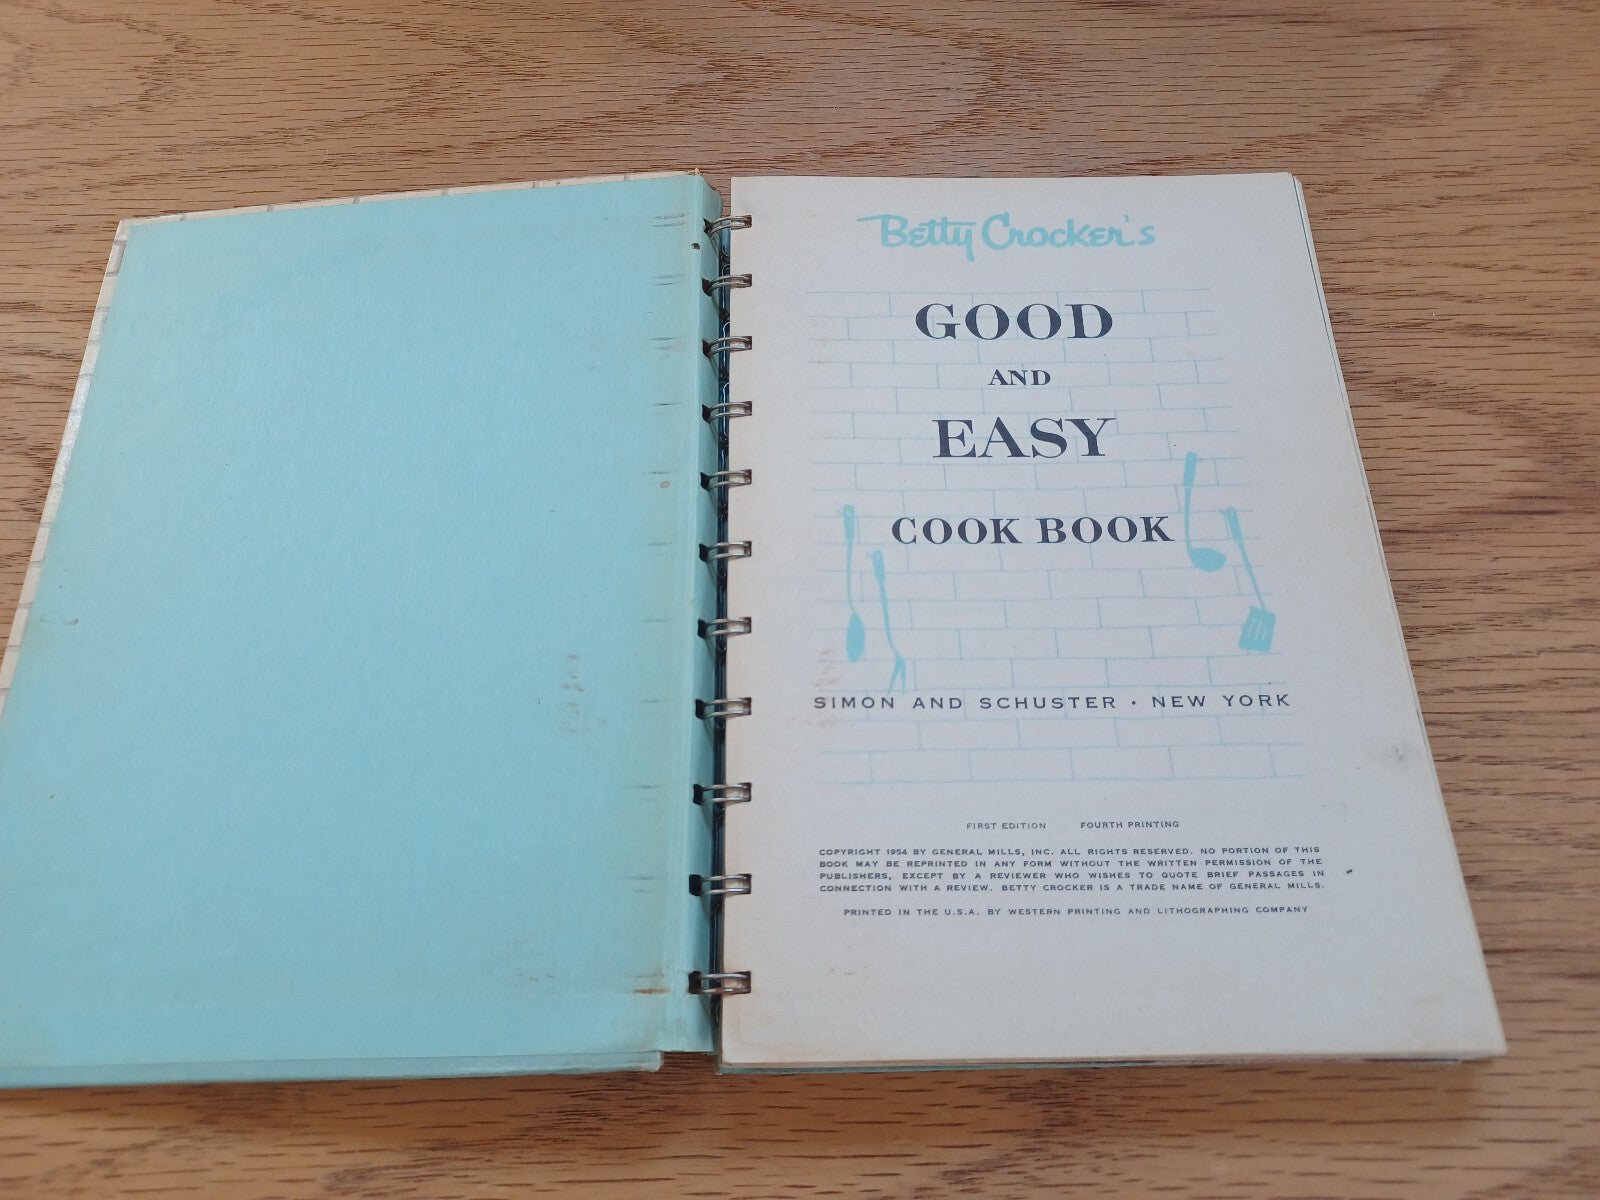 Betty Crocker's
GOOD
AND
EASY
COOK BOOK
SIMON AND SCHUSTER • NEW YORK
FIRST EDITION FOURTH PRINTING
COPYRIGHT 1954 BY GENERAL MILLS, INC. ALL RIGHTS RESERVED. NO PORTION OF THIS
BOOK MAY BE REPRINTED IN ANY FORM WITHOUT THE WRITTEN PERMISSION OF THE
PUBLISHERS, EXCEPT BY A REVIEWER WHO WISHES TO QUOTE BRIEF PASSAGES IN
CONNECTION WITH A REVIEW. BETTY CROCKER IS A TRADE NAME OF GENERAL MILLS.
PRINTED IN THE U.S.A. BY WESTERN PRINTING AND LITHOGRAPHING COMPANY